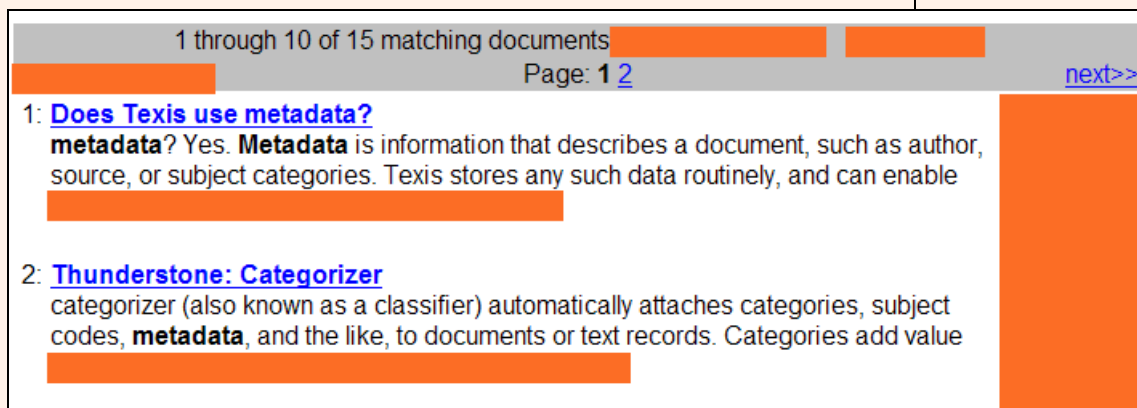 1 through 10 of 15 matching documents
Page: 1 2 next>>
1: Does Texis use metadata?
metadata? Yes. Metadata is information that describes a document, such as author,
source, or subject categories. Texis stores any such data routinely, and can enable
2: Thunderstone: Categorizer
categorizer (also known as a classifier) automatically attaches categories, subject
codes, metadata, and the like, to documents or text records. Categories add value